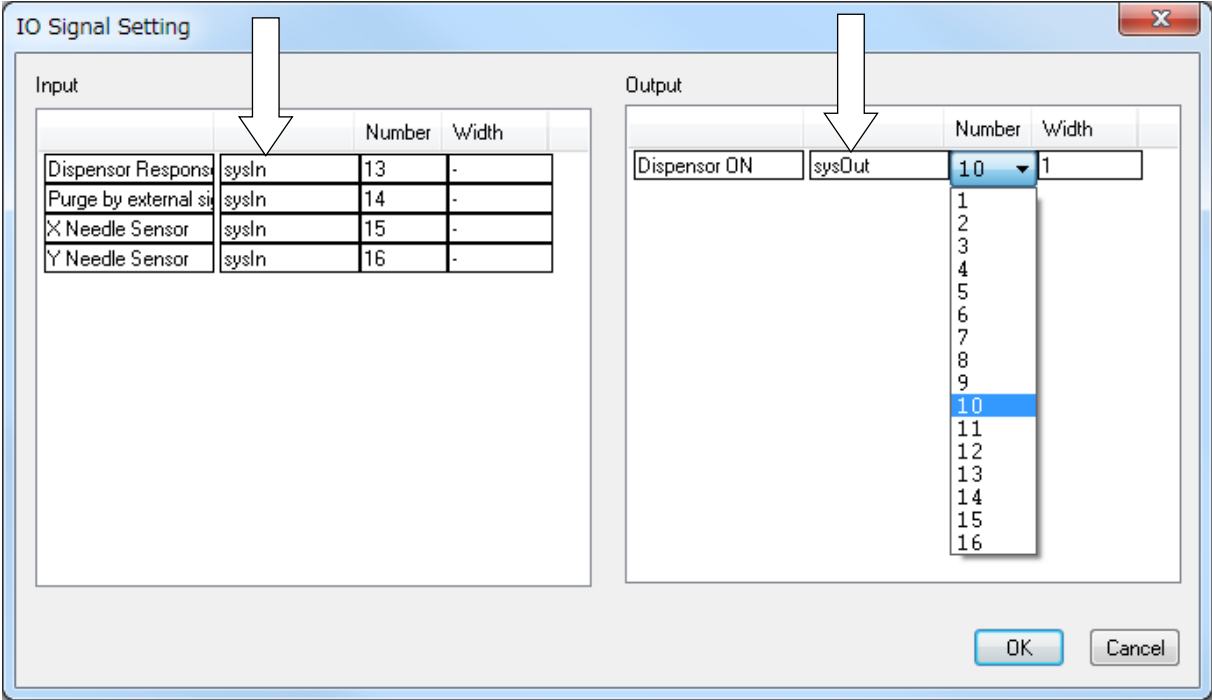 IO Signal Setting
x
Input
Number Width
Dispensor Respons sysIn 13 -
Purge by external si sysIn 14 -
X Needle Sensor sysIn 15 -
Y Needle Sensor sysIn 16 -
Output
Number Width
Dispensor ON sysOut 10 1
1
2
3
4
5
6
7
8
9
10
11
12
13
14
15
16
OK Cancel